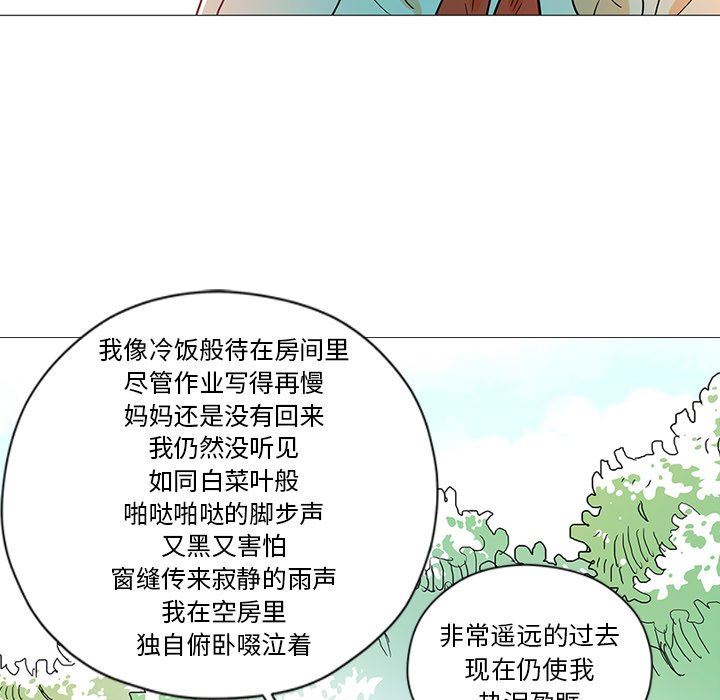 我像冷饭般待在房间里
尽管作业写得再慢
妈妈还是没有回来
我仍然没听见
如同白菜叶般
啪哒啪哒的脚步声
又黑又害怕
窗缝传来寂静的雨声
我在空房里
独自俯卧啜泣着
非常遥远的过去
现在仍使我
热泪盈眶